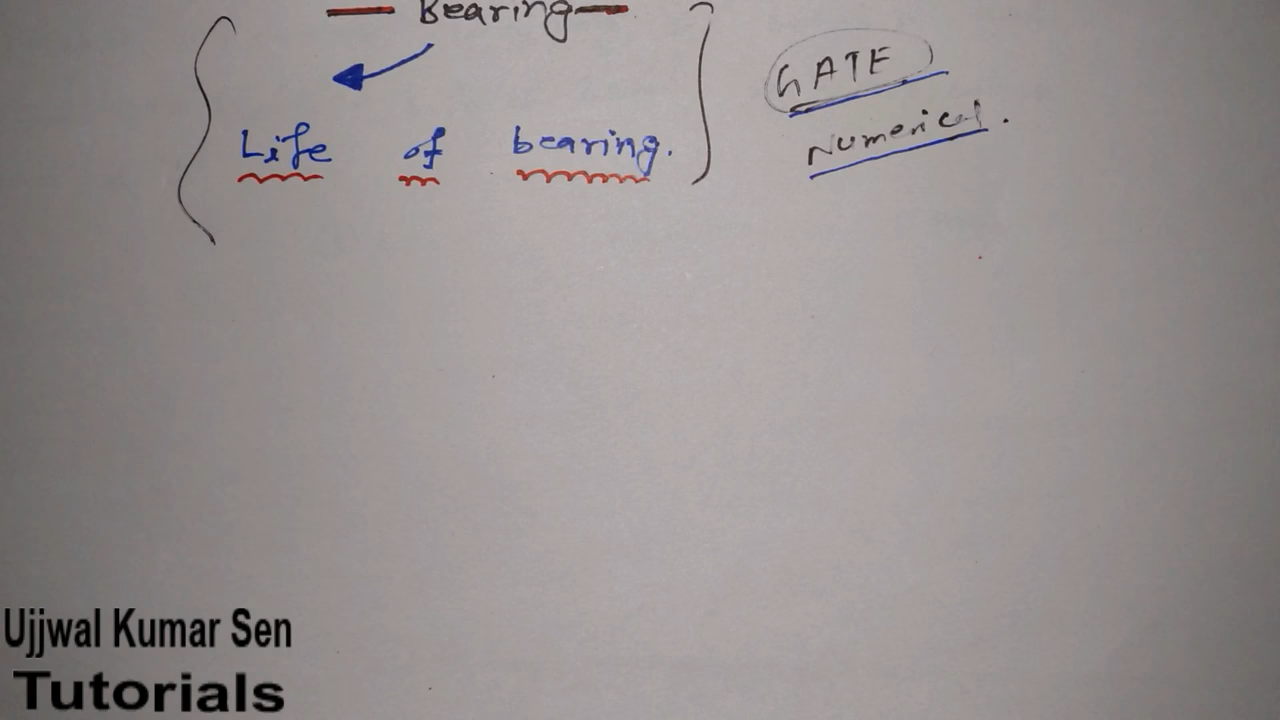 Bearing
Life of bearing.
GATE
Numerical.
Ujjwal Kumar Sen
Tutorials